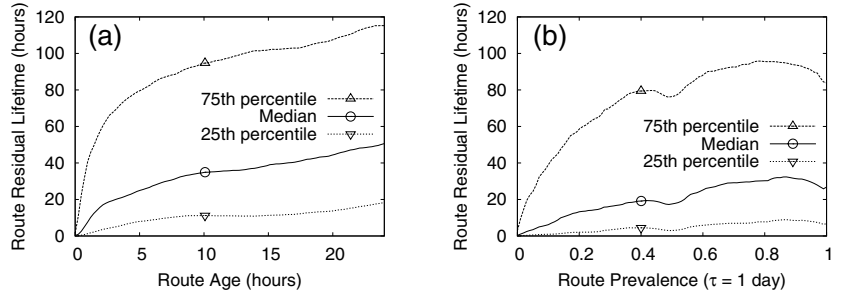 (a)
Route Residual Lifetime (hours)
120
100
80
60
40
20
0
75th percentile
Median
25th percentile
0 5 10 15 20
Route Age (hours)
(b)
Route Residual Lifetime (hours)
120
100
80
60
40
20
0
75th percentile
Median
25th percentile
0 0.2 0.4 0.6 0.8 1
Route Prevalence (τ = 1 day)